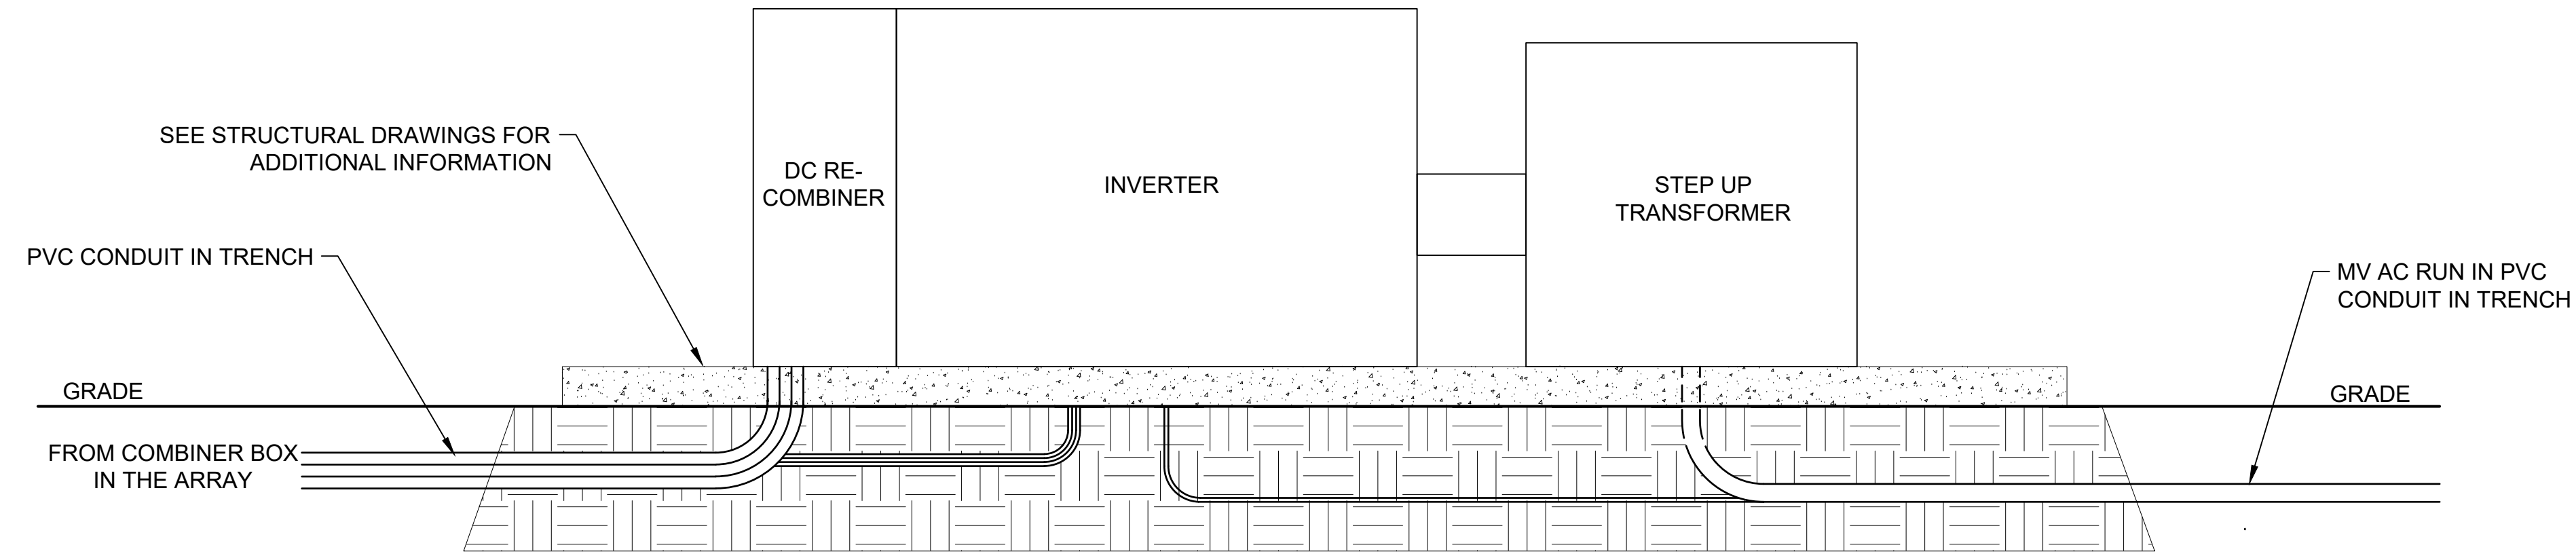 SEE STRUCTURAL DRAWINGS FOR
ADDITIONAL INFORMATION
DC RE-
COMBINER
INVERTER
STEP UP
TRANSFORMER
PVC CONDUIT IN TRENCH
MV AC RUN IN PVC
CONDUIT IN TRENCH
GRADE
GRADE
FROM COMBINER BOX
IN THE ARRAY